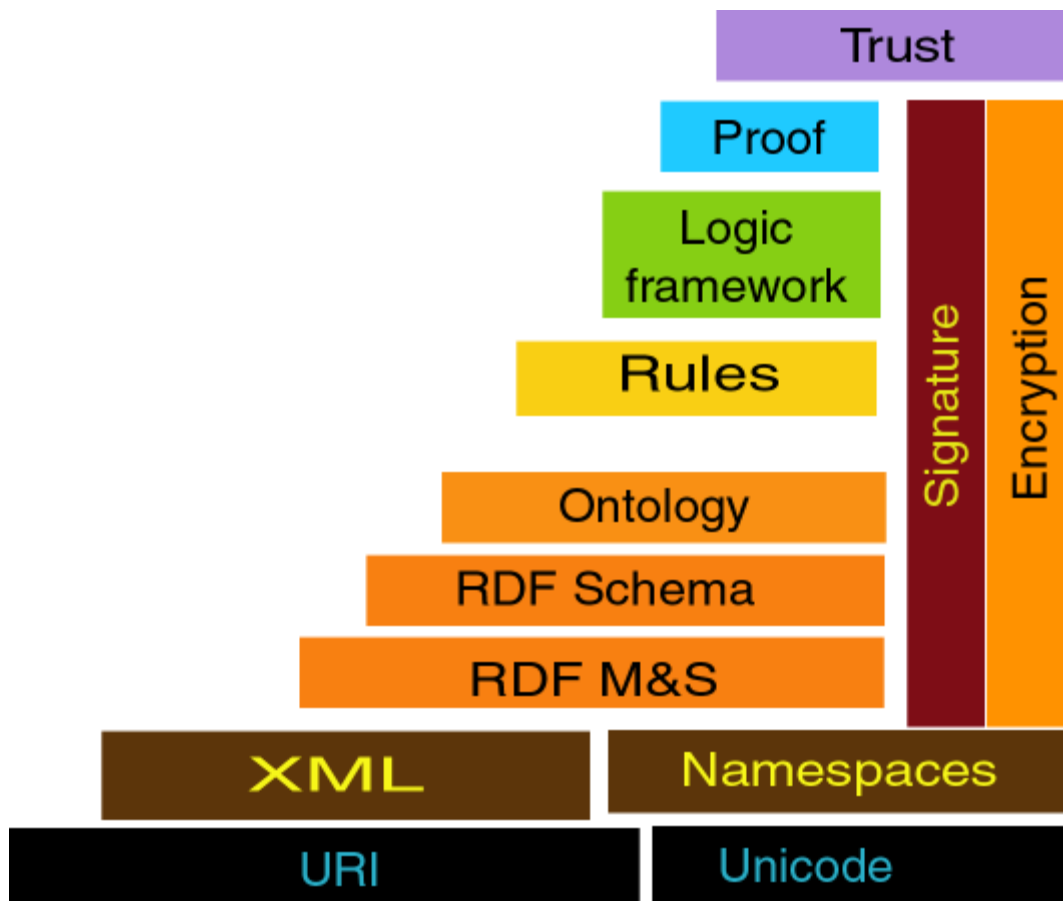 Trust
Proof
Logic
framework
Rules
Signature
Encryption
Ontology
RDF Schema
RDF M&S
XML
Namespaces
URI
Unicode